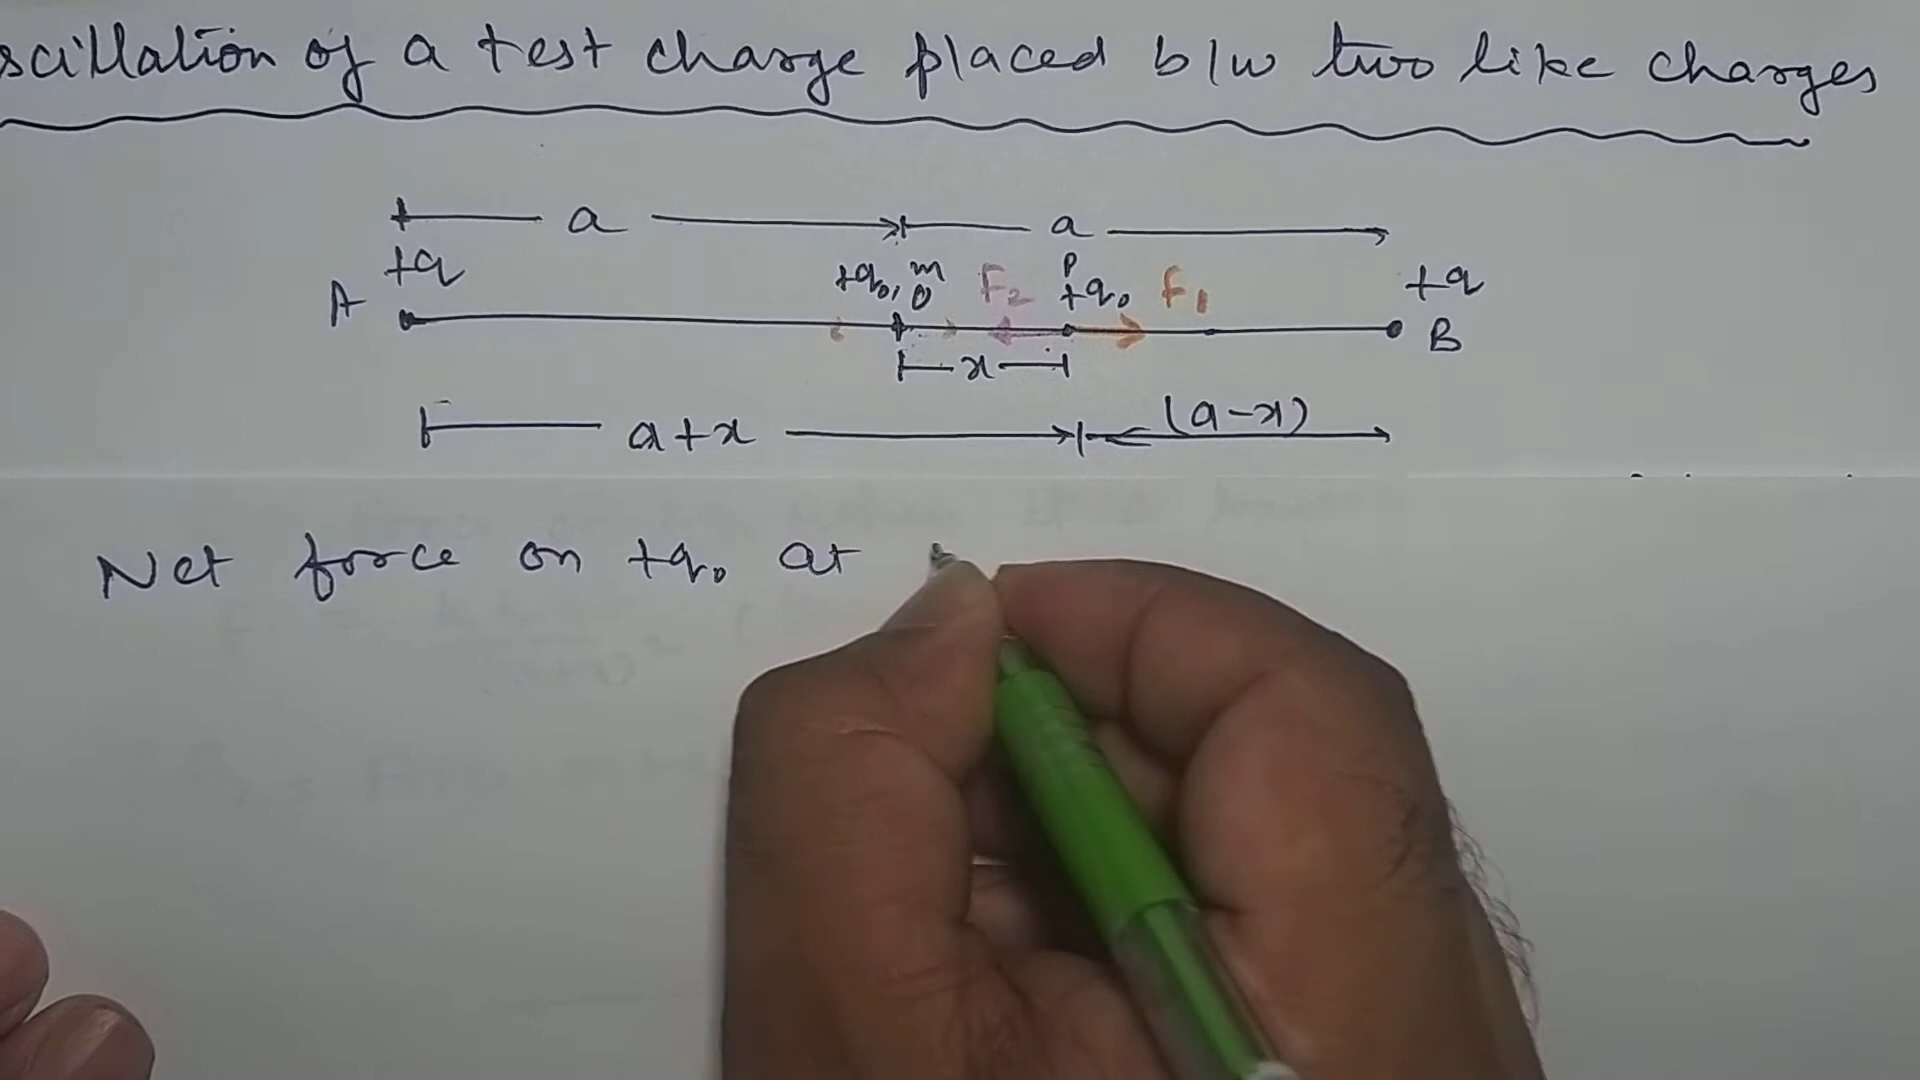 scillation of a test charge placed b/w two like charges
a a
+q +q₀, m F₂ P +q₀ F₁ +q
A O B
x
a+x (a-x)
Net force on +q₀ at